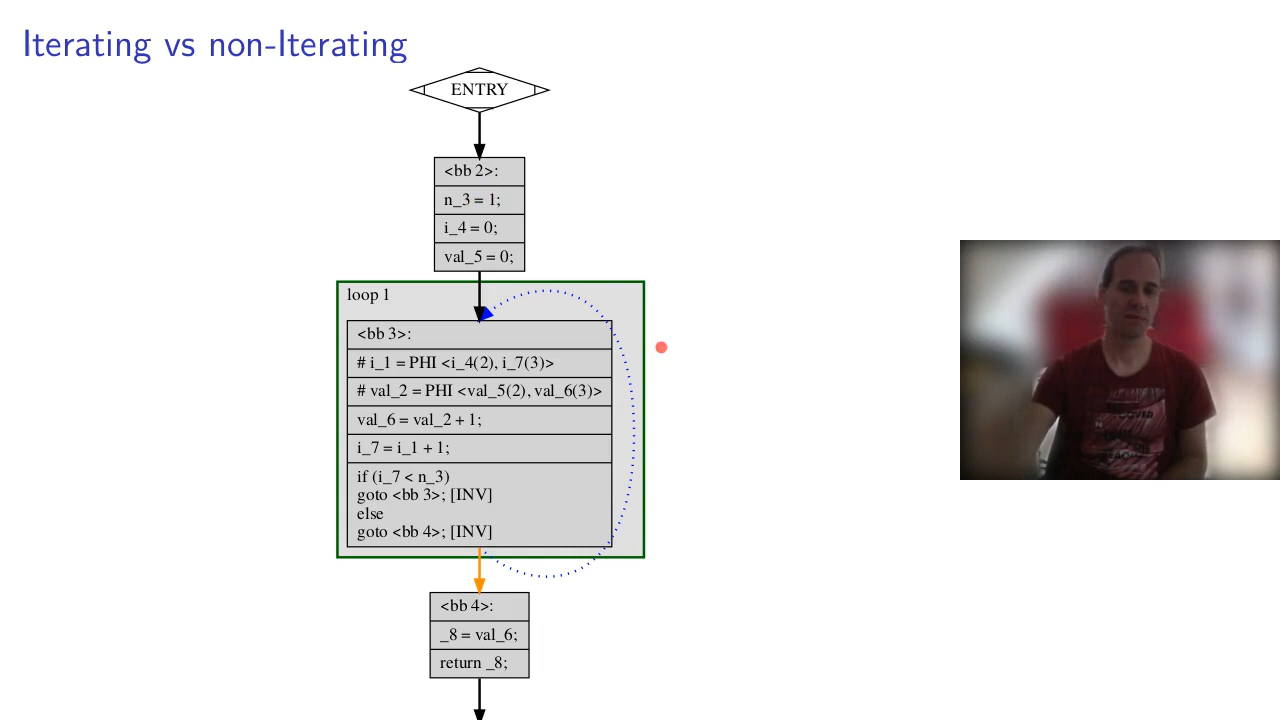 Iterating vs non-Iterating
ENTRY
<bb 2>:
n_3 = 1;
i_4 = 0;
val_5 = 0;
loop 1
<bb 3>:
# i_1 = PHI <i_4(2), i_7(3)>
# val_2 = PHI <val_5(2), val_6(3)>
val_6 = val_2 + 1;
i_7 = i_1 + 1;
if (i_7 < n_3)
goto <bb 3>; [INV]
else
goto <bb 4>; [INV]
<bb 4>:
_8 = val_6;
return _8;